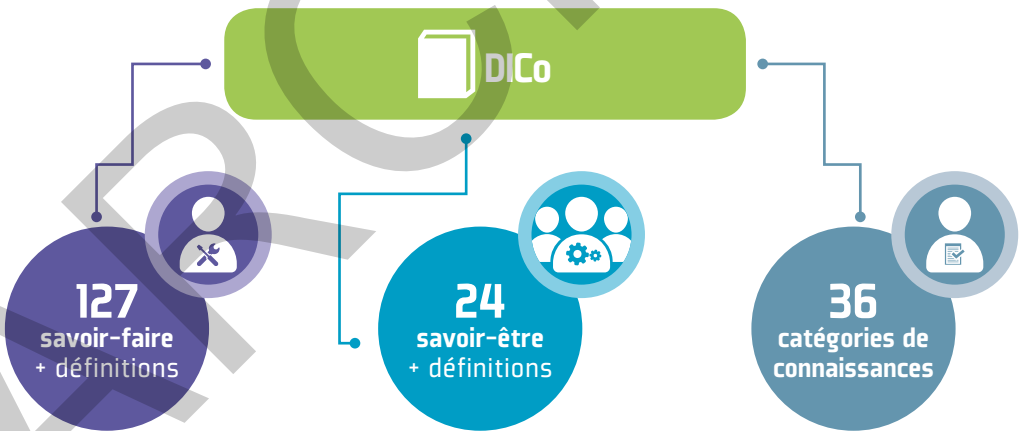 DICo
127
savoir-faire
+ définitions
24
savoir-être
+ définitions
36
catégories de
connaissances